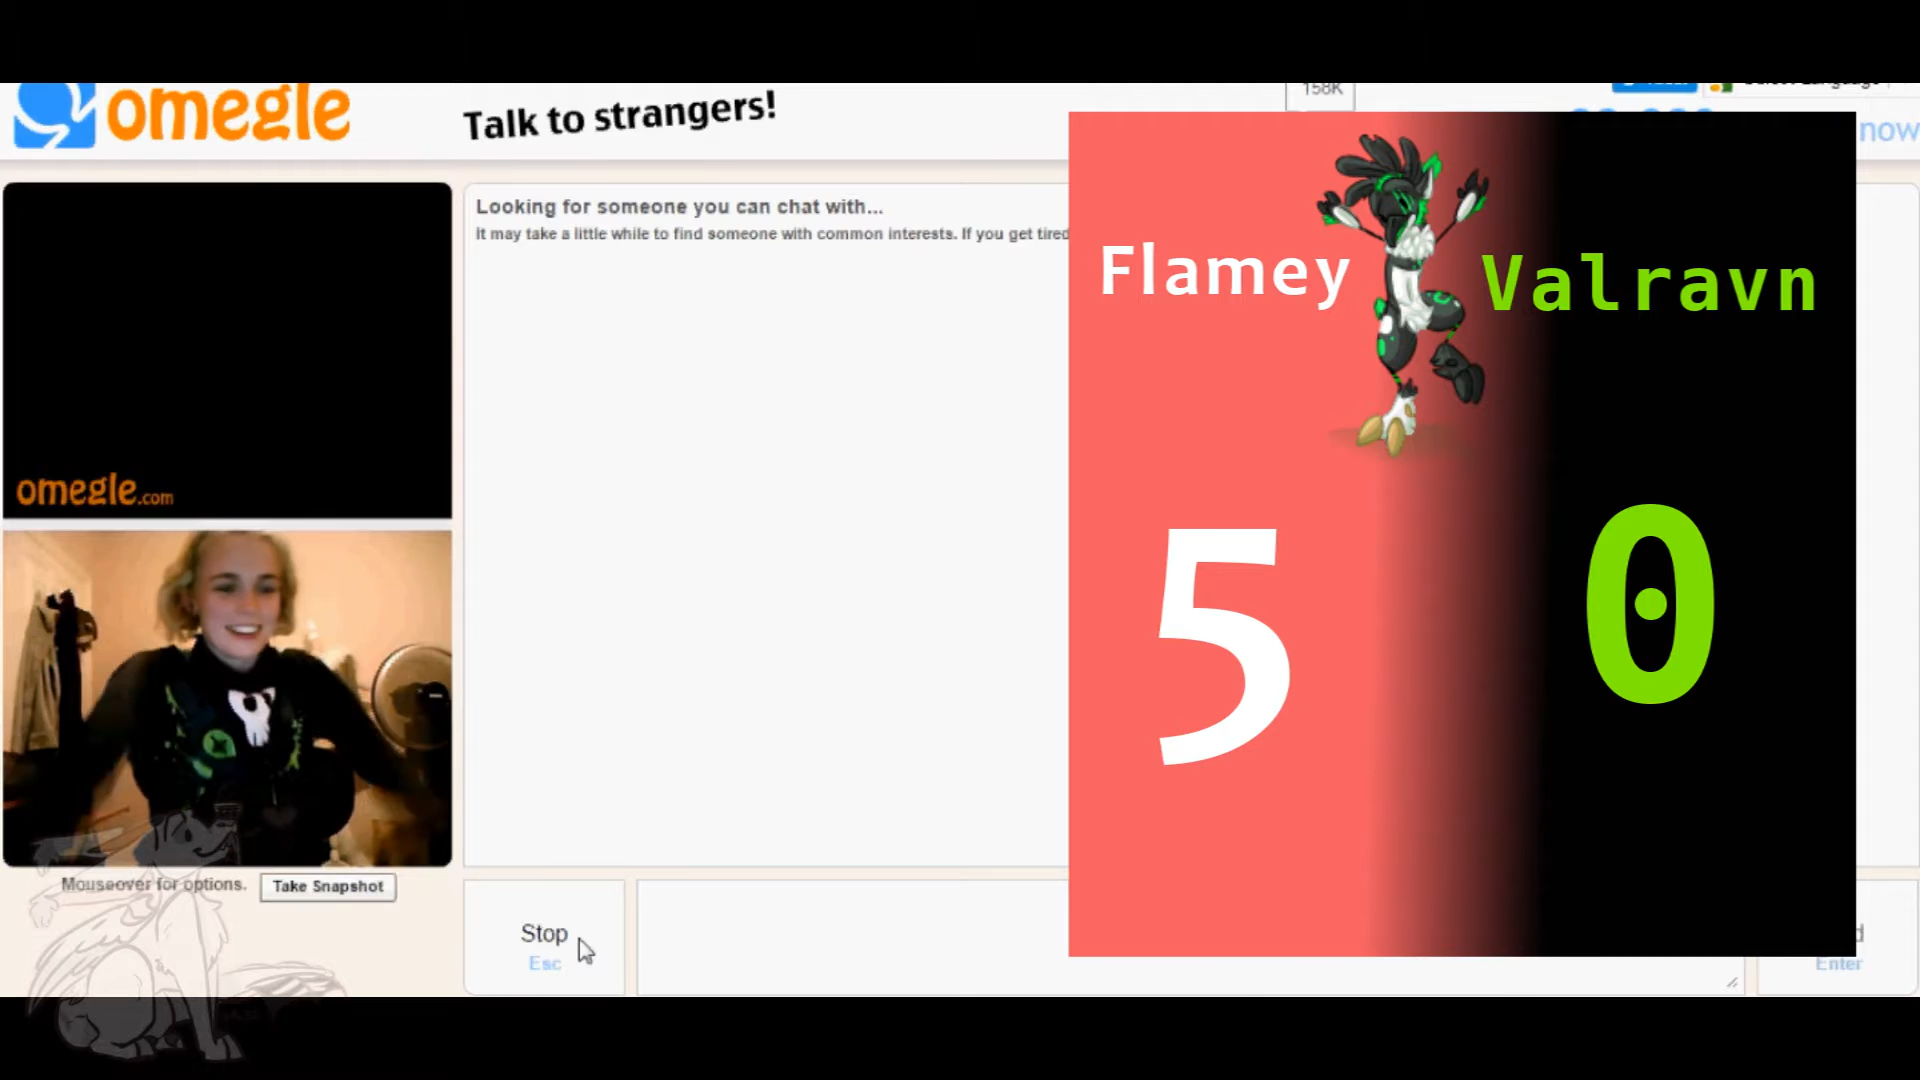 omegle
Talk to strangers!
158K
now
Looking for someone you can chat with...
It may take a little while to find someone with common interests. If you get tired
Flamey
Valravn
5
0
omegle.com
Mouseover for options.
Take Snapshot
Stop
Esc
Enter